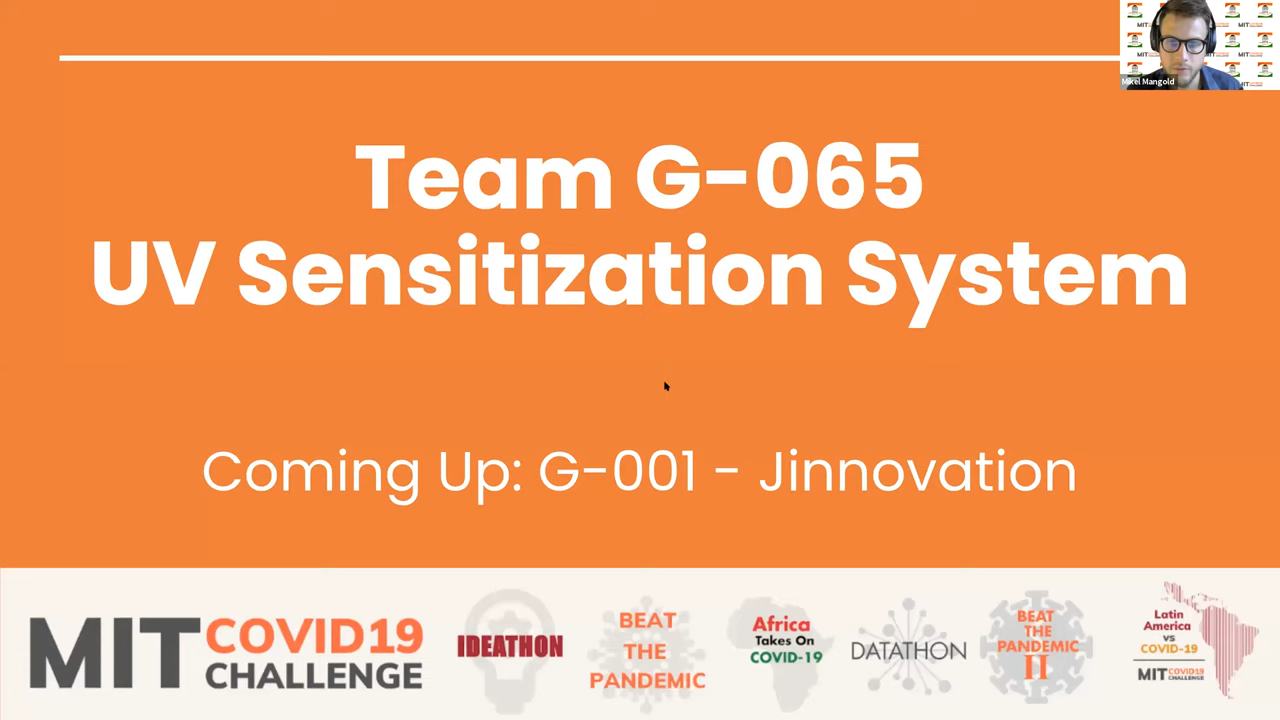 Mikel Mangold
Team G-065
UV Sensitization System
Coming Up: G-001 - Jinnovation
MIT COVID19
CHALLENGE
IDEATHON
BEAT
THE
PANDEMIC
Africa
Takes On
COVID-19
DATATHON
BEAT
THE
PANDEMIC
II
Latin
America
vs
COVID-19
MIT COVID19
CHALLENGE